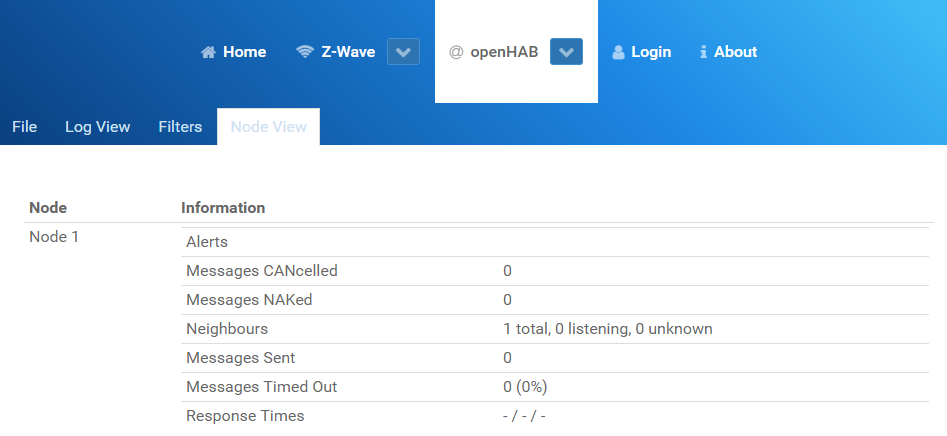 Home Z-Wave @ openHAB Login About
File Log View Filters Node View
Node Information
Node 1
Alerts
Messages CANcelled 0
Messages NAKed 0
Neighbours 1 total, 0 listening, 0 unknown
Messages Sent 0
Messages Timed Out 0 (0%)
Response Times - / - / -